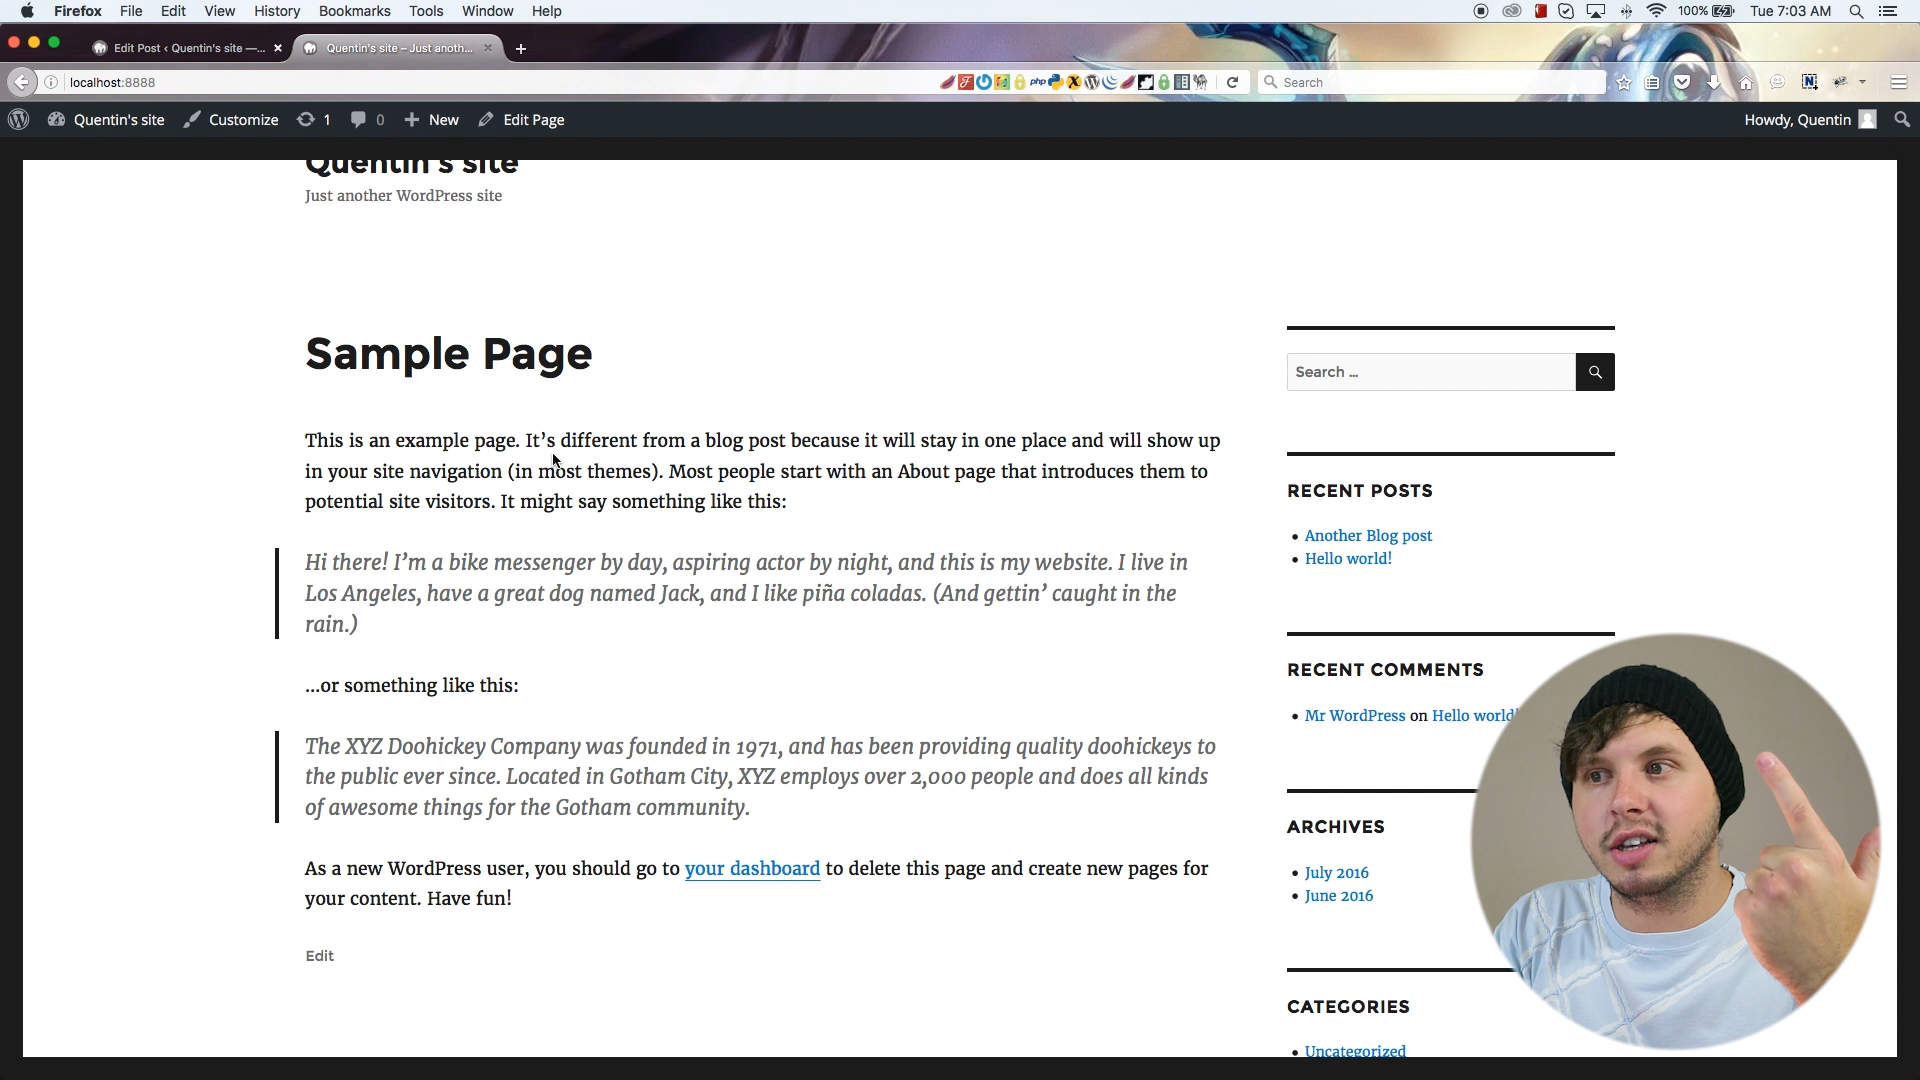 Firefox File Edit View History Bookmarks Tools Window Help 100% Tue 7:03 AM
Edit Post ‹ Quentin's site —...
Quentin's site – Just anoth...
localhost:8888
php
Search
Quentin's site Customize 1 0 New Edit Page Howdy, Quentin
Quentin's site
Just another WordPress site
Sample Page
This is an example page. It’s different from a blog post because it will stay in one place and will show up
in your site navigation (in most themes). Most people start with an About page that introduces them to
potential site visitors. It might say something like this:
Hi there! I’m a bike messenger by day, aspiring actor by night, and this is my website. I live in
Los Angeles, have a great dog named Jack, and I like piña coladas. (And gettin’ caught in the
rain.)
...or something like this:
The XYZ Doohickey Company was founded in 1971, and has been providing quality doohickeys to
the public ever since. Located in Gotham City, XYZ employs over 2,000 people and does all kinds
of awesome things for the Gotham community.
As a new WordPress user, you should go to your dashboard to delete this page and create new pages for
your content. Have fun!
Edit
Search ...
RECENT POSTS
Another Blog post
Hello world!
RECENT COMMENTS
Mr WordPress on Hello world!
ARCHIVES
July 2016
June 2016
CATEGORIES
Uncategorized